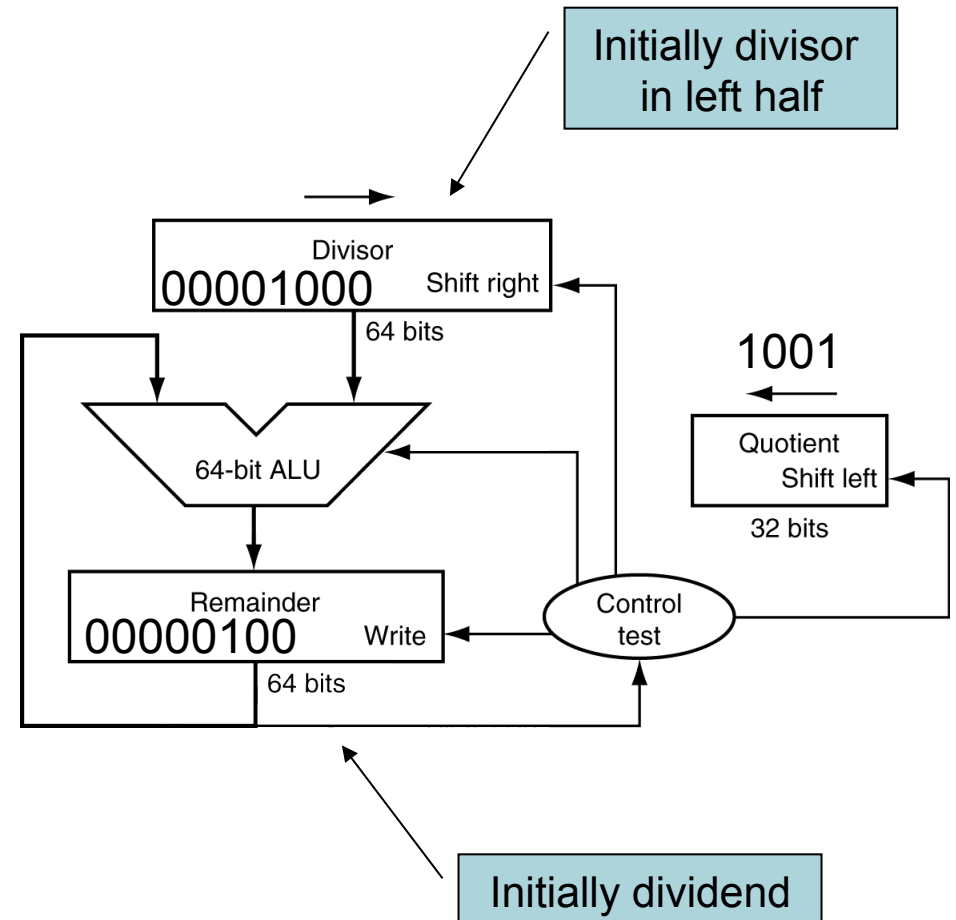 Initially divisor
in left half
Divisor
00001000
Shift right
64 bits
1001
Quotient
Shift left
32 bits
64-bit ALU
Remainder
00000100
Write
64 bits
Control
test
Initially dividend